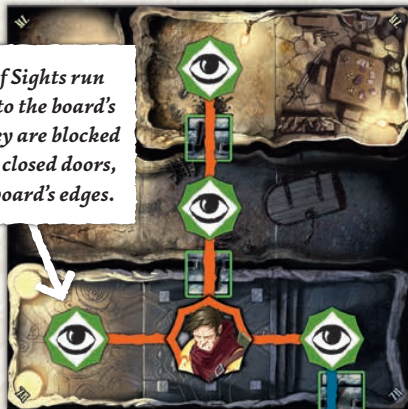 f Sights run
to the board's
ey are blocked
closed doors,
board's edges.